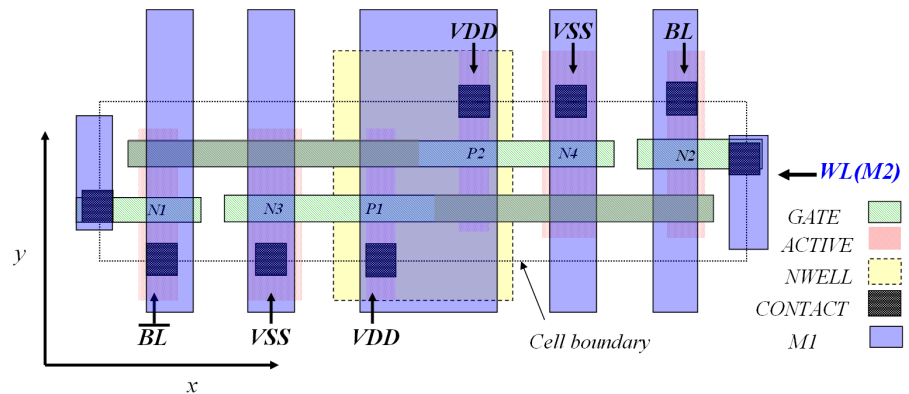 VDD VSS BL
P2 N4 N2
WL(M2)
N1 N3 P1
GATE
ACTIVE
NWELL
CONTACT
M1
y
BL VSS VDD
Cell boundary
x